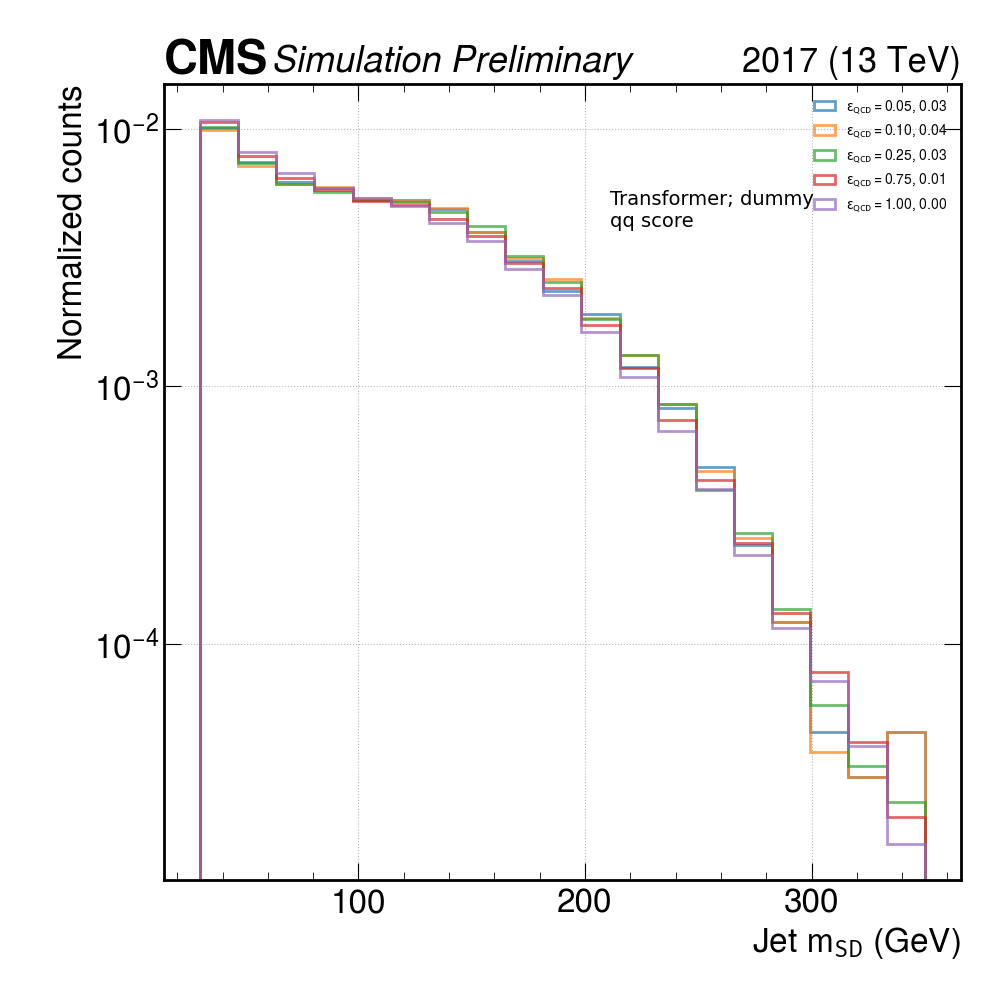 CMS Simulation Preliminary 2017 (13 TeV)
Normalized counts
10⁻²
10⁻³
10⁻⁴
ε_QCD = 0.05, 0.03
ε_QCD = 0.10, 0.04
ε_QCD = 0.25, 0.03
ε_QCD = 0.75, 0.01
ε_QCD = 1.00, 0.00
Transformer; dummy
qq score
100 200 300
Jet m_SD (GeV)